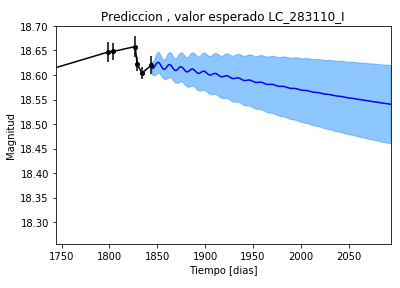 Prediccion , valor esperado LC_283110_I
18.70
18.65
18.60
18.55
18.50
18.45
18.40
18.35
18.30
Magnitud
1750 1800 1850 1900 1950 2000 2050
Tiempo [dias]